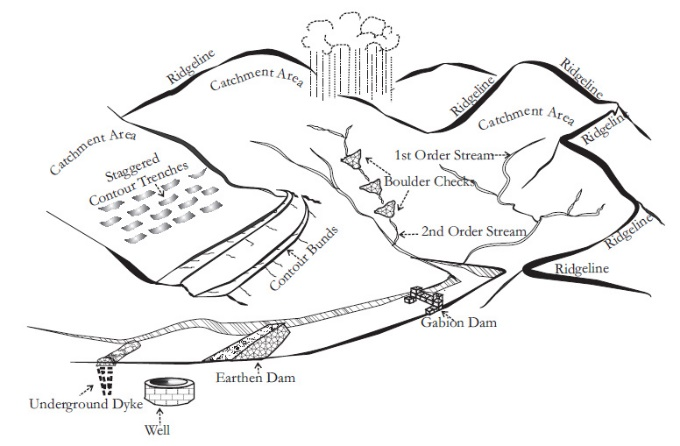 Ridgeline
Catchment Area
Ridgeline
Ridgeline
Catchment Area
Ridgeline
Catchment Area
Staggered
Contour Trenches
1st Order Stream
Boulder Checks
2nd Order Stream
Ridgeline
Contour Bunds
Ridgeline
Gabion Dam
Earthen Dam
Underground Dyke
Well